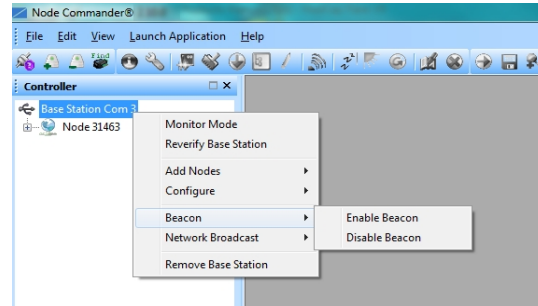 Node Commander®
File Edit View Launch Application Help
Controller
Base Station Com 3
Node 31463
Monitor Mode
Reverify Base Station
Add Nodes
Configure
Beacon
Network Broadcast
Remove Base Station
Enable Beacon
Disable Beacon